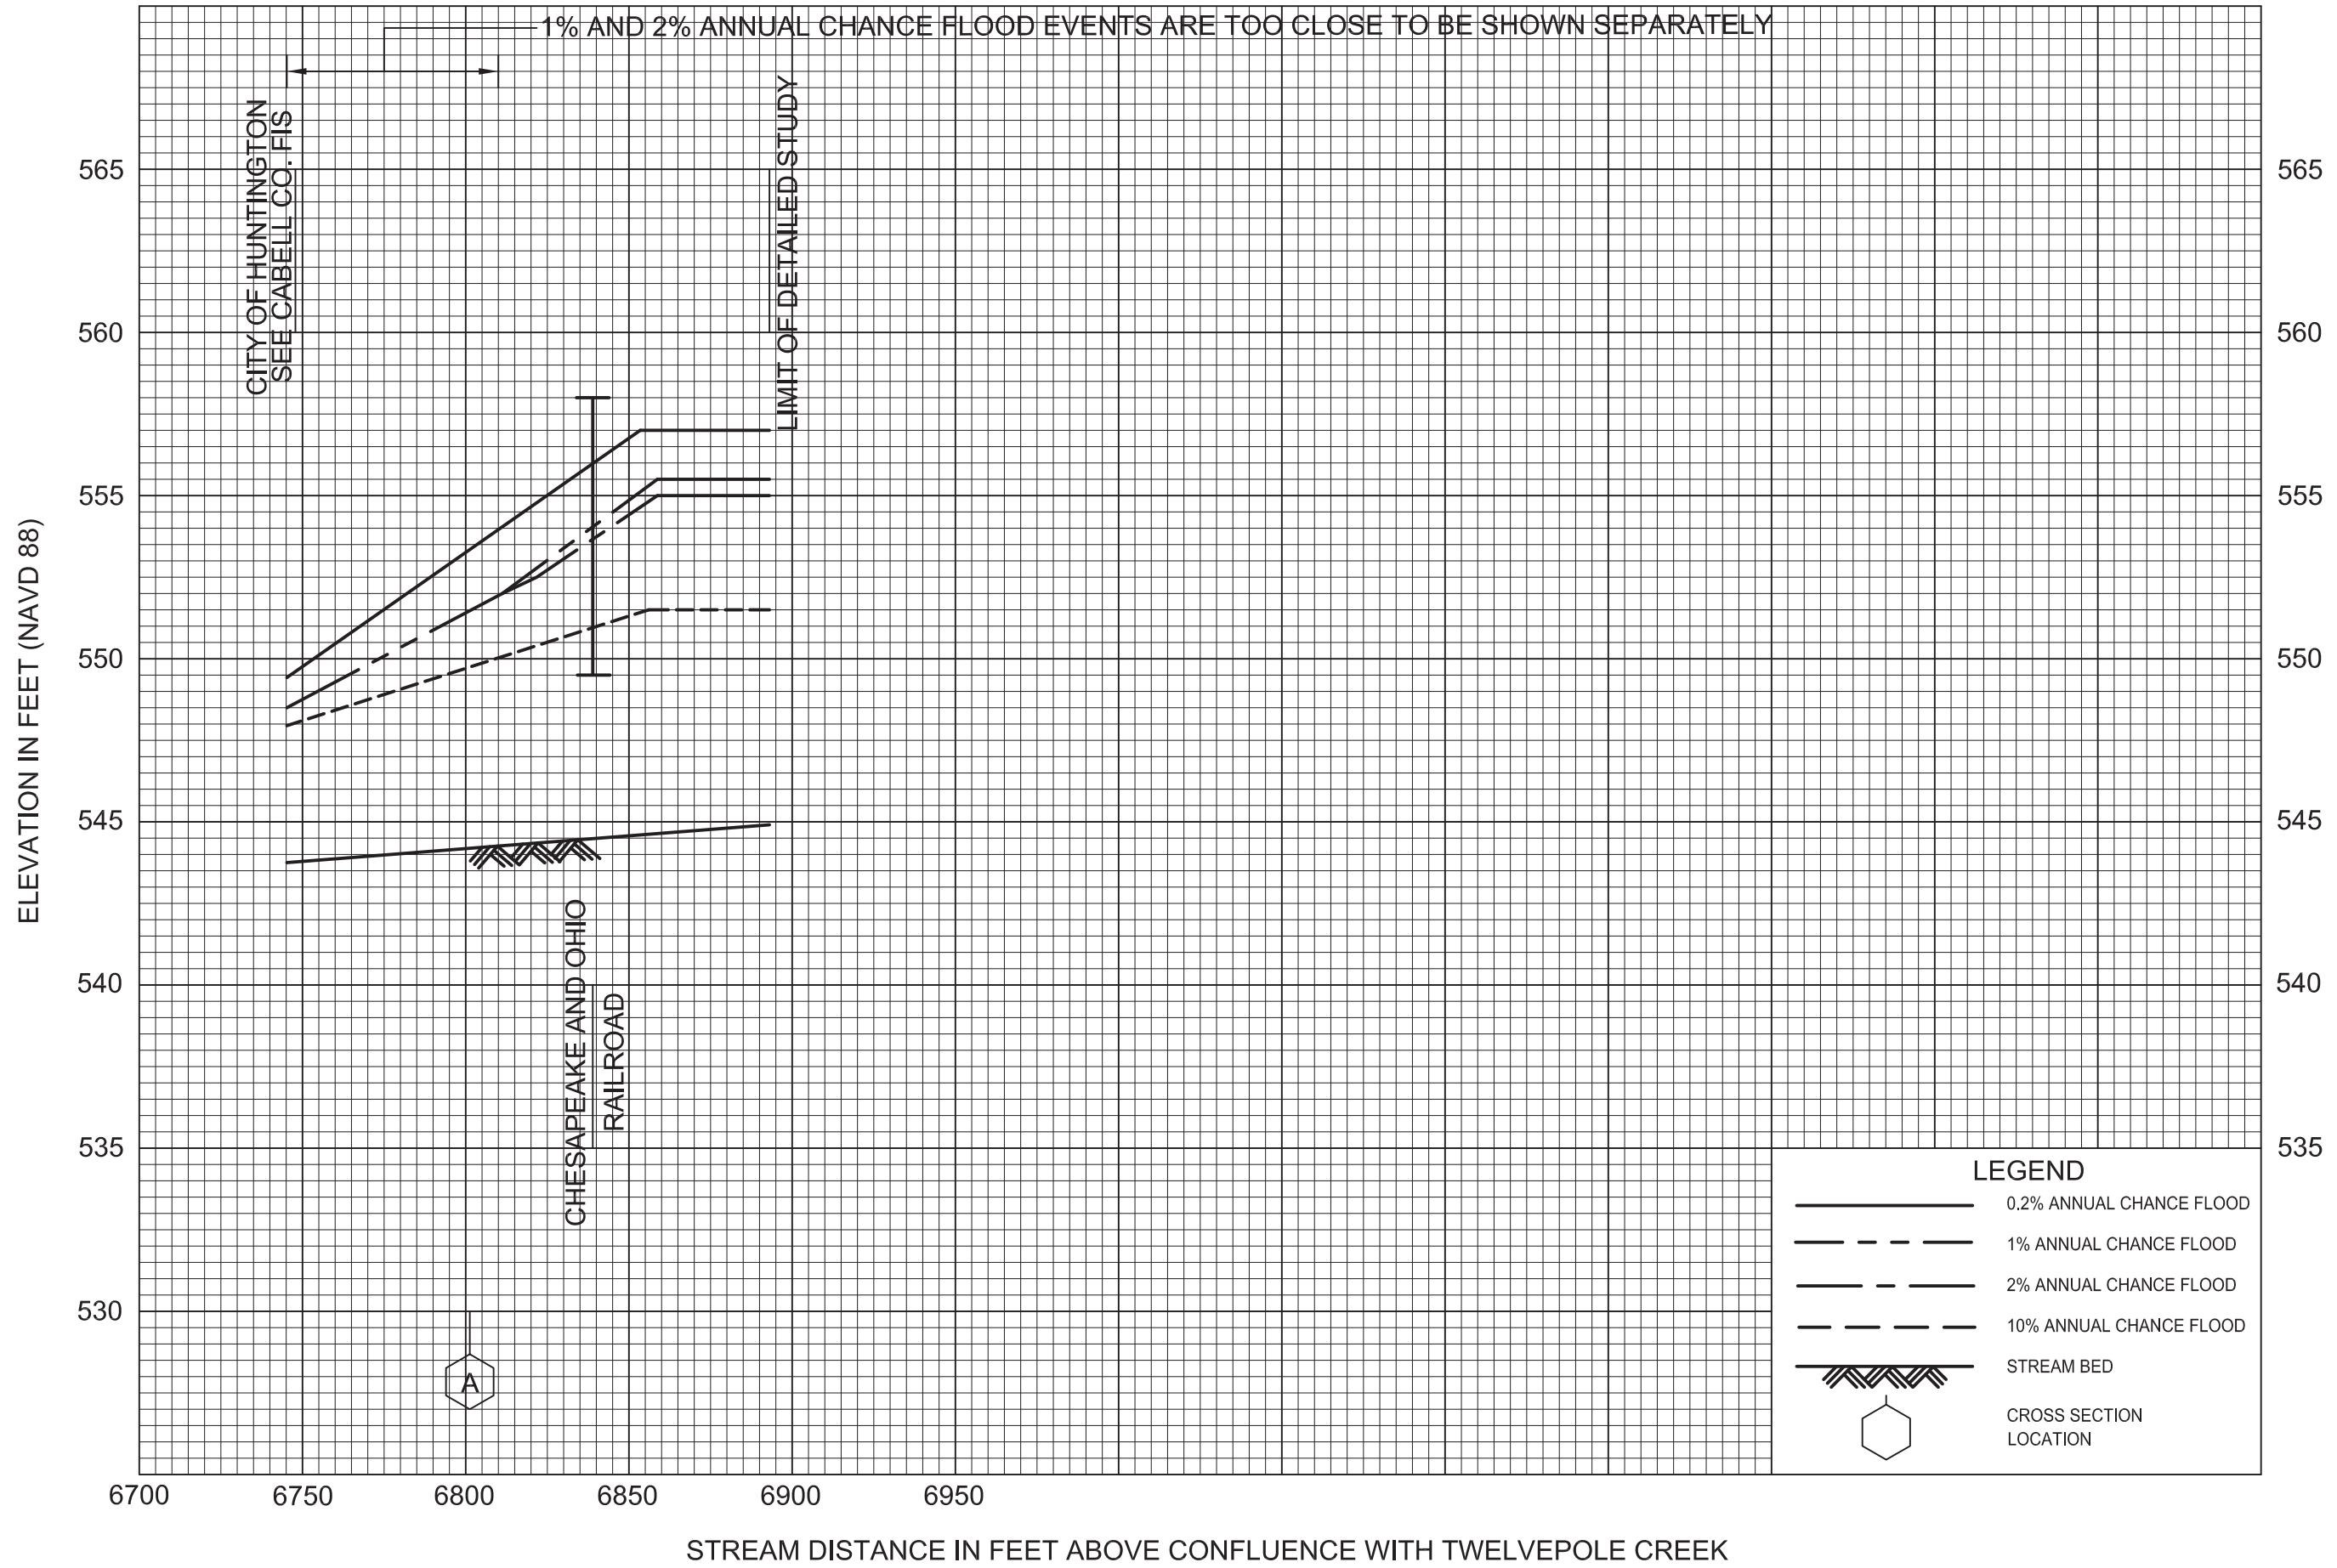 1% AND 2% ANNUAL CHANCE FLOOD EVENTS ARE TOO CLOSE TO BE SHOWN SEPARATELY
CITY OF HUNTINGTON
SEE CABELL CO. FIS
LIMIT OF DETAILED STUDY
ELEVATION IN FEET (NAVD 88)
565
560
555
550
545
540
535
530
565
560
555
550
545
540
535
CHESAPEAKE AND OHIO
RAILROAD
A
LEGEND
0.2% ANNUAL CHANCE FLOOD
1% ANNUAL CHANCE FLOOD
2% ANNUAL CHANCE FLOOD
10% ANNUAL CHANCE FLOOD
STREAM BED
CROSS SECTION
LOCATION
6700 6750 6800 6850 6900 6950
STREAM DISTANCE IN FEET ABOVE CONFLUENCE WITH TWELVEPOLE CREEK